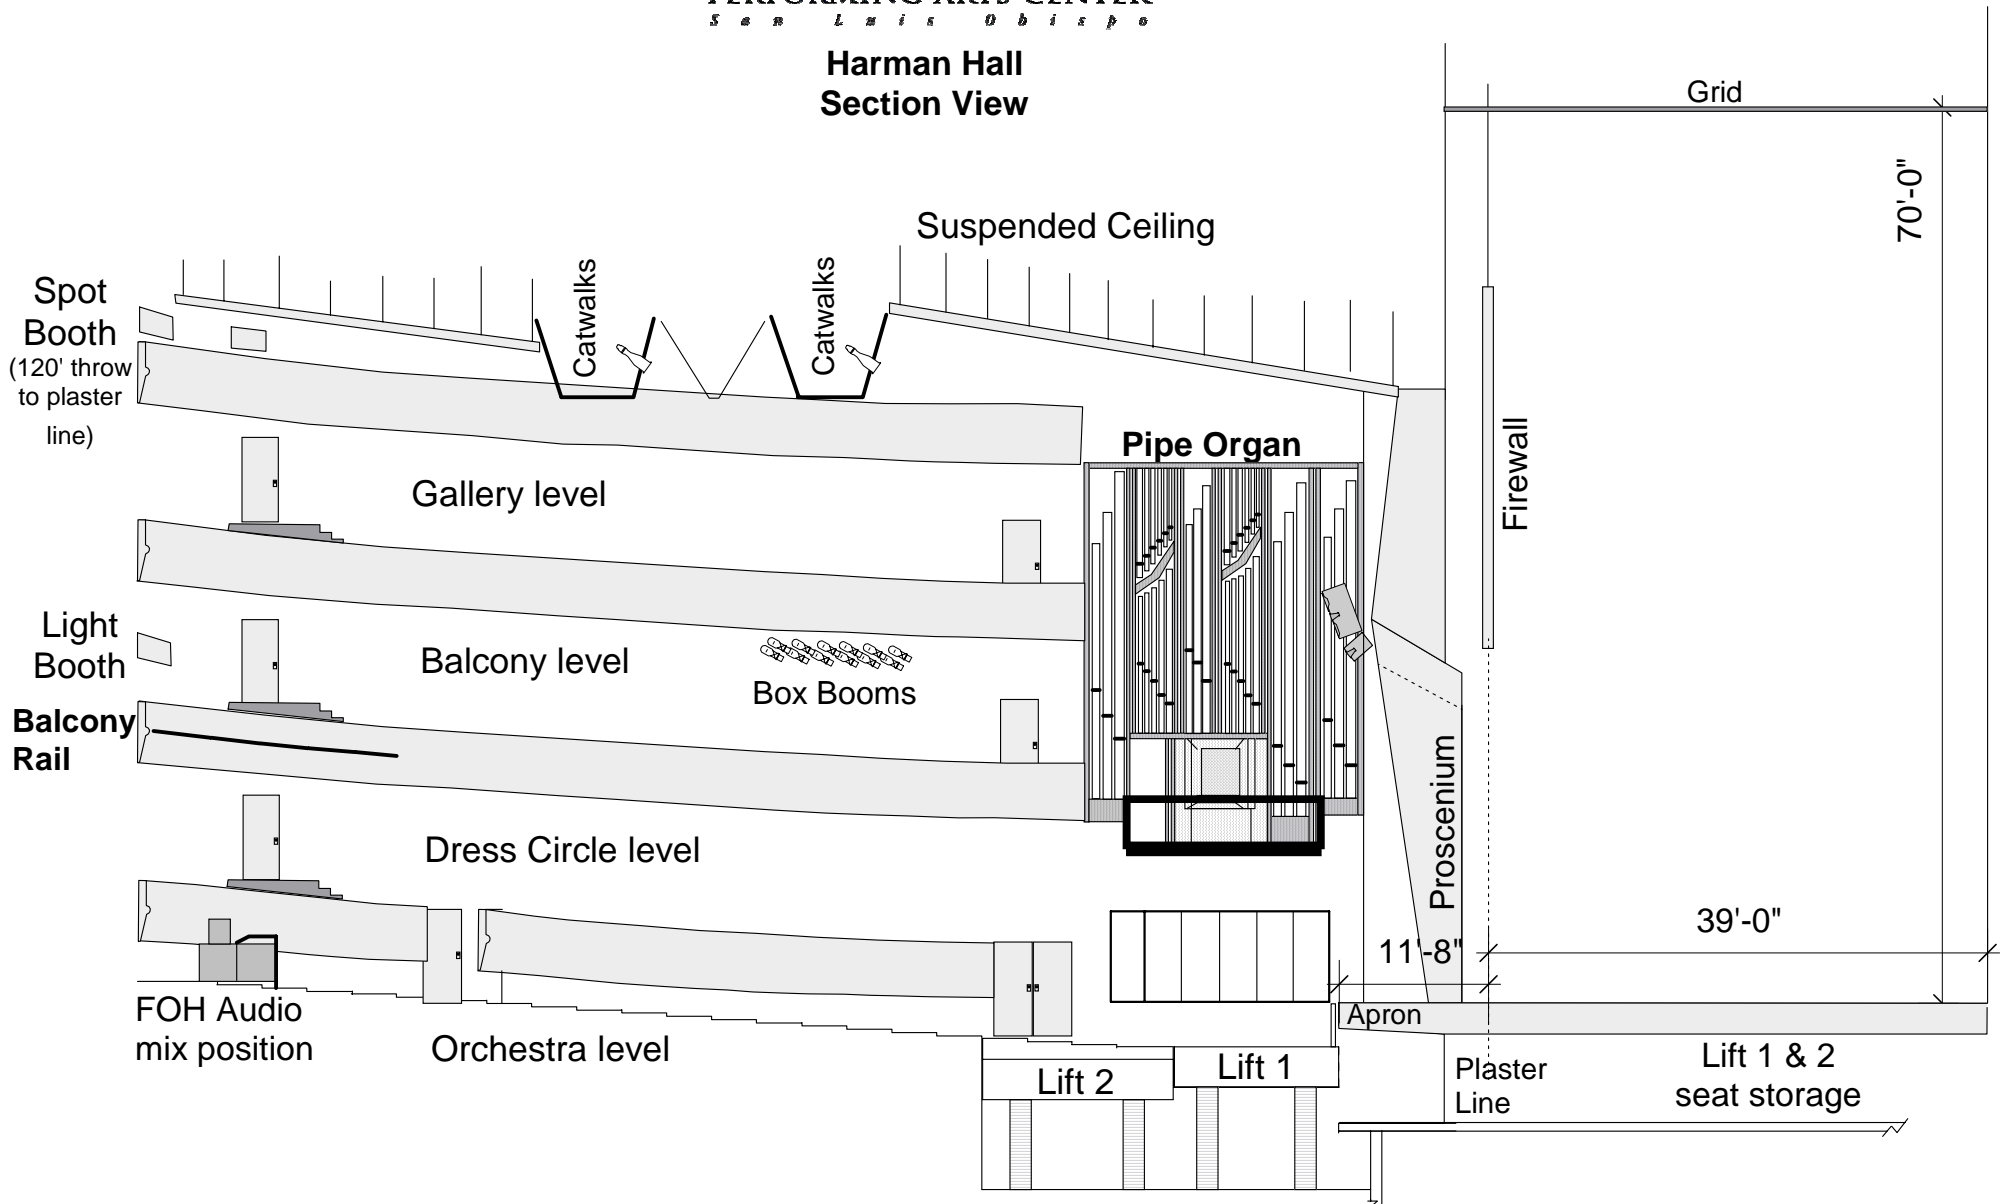 PERFORMING ARTS CENTER
San Luis Obispo
Harman Hall
Section View
Grid
70'-0"
Suspended Ceiling
Catwalks
Catwalks
Spot
Booth
(120' throw
to plaster
line)
Firewall
Pipe Organ
Gallery level
Light
Booth
Balcony level
Box Booms
Balcony
Rail
Proscenium
Dress Circle level
39'-0"
11'-8"
FOH Audio
mix position
Orchestra level
Apron
Lift 2
Lift 1
Plaster
Line
Lift 1 & 2
seat storage